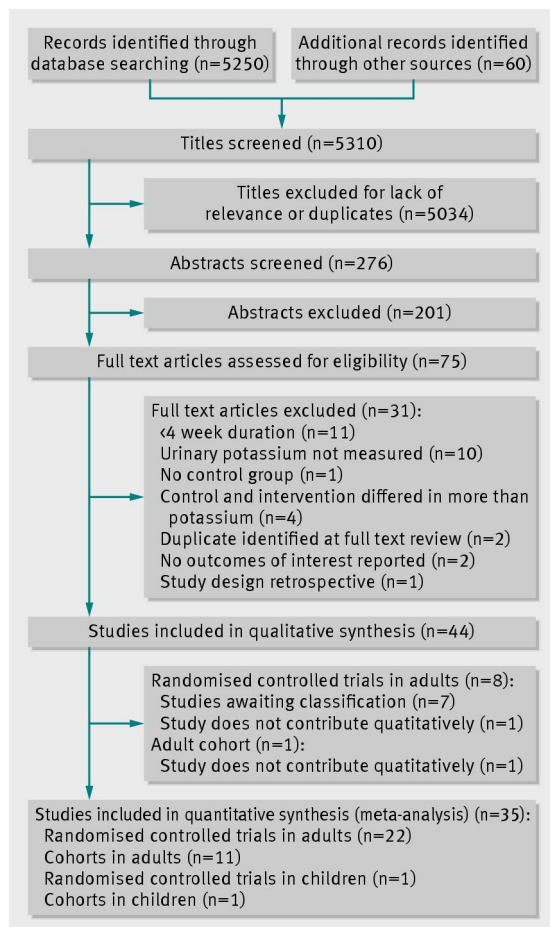 Records identified through
database searching (n=5250)
Additional records identified
through other sources (n=60)
Titles screened (n=5310)
Titles excluded for lack of
relevance or duplicates (n=5034)
Abstracts screened (n=276)
Abstracts excluded (n=201)
Full text articles assessed for eligibility (n=75)
Full text articles excluded (n=31):
<4 week duration (n=11)
Urinary potassium not measured (n=10)
No control group (n=1)
Control and intervention differed in more than
potassium (n=4)
Duplicate identified at full text review (n=2)
No outcomes of interest reported (n=2)
Study design retrospective (n=1)
Studies included in qualitative synthesis (n=44)
Randomised controlled trials in adults (n=8):
Studies awaiting classification (n=7)
Study does not contribute quatitatively (n=1)
Adult cohort (n=1):
Study does not contribute quatitatively (n=1)
Studies included in quantitative synthesis (meta-analysis) (n=35):
Randomised controlled trials in adults (n=22)
Cohorts in adults (n=11)
Randomised controlled trials in children (n=1)
Cohorts in children (n=1)